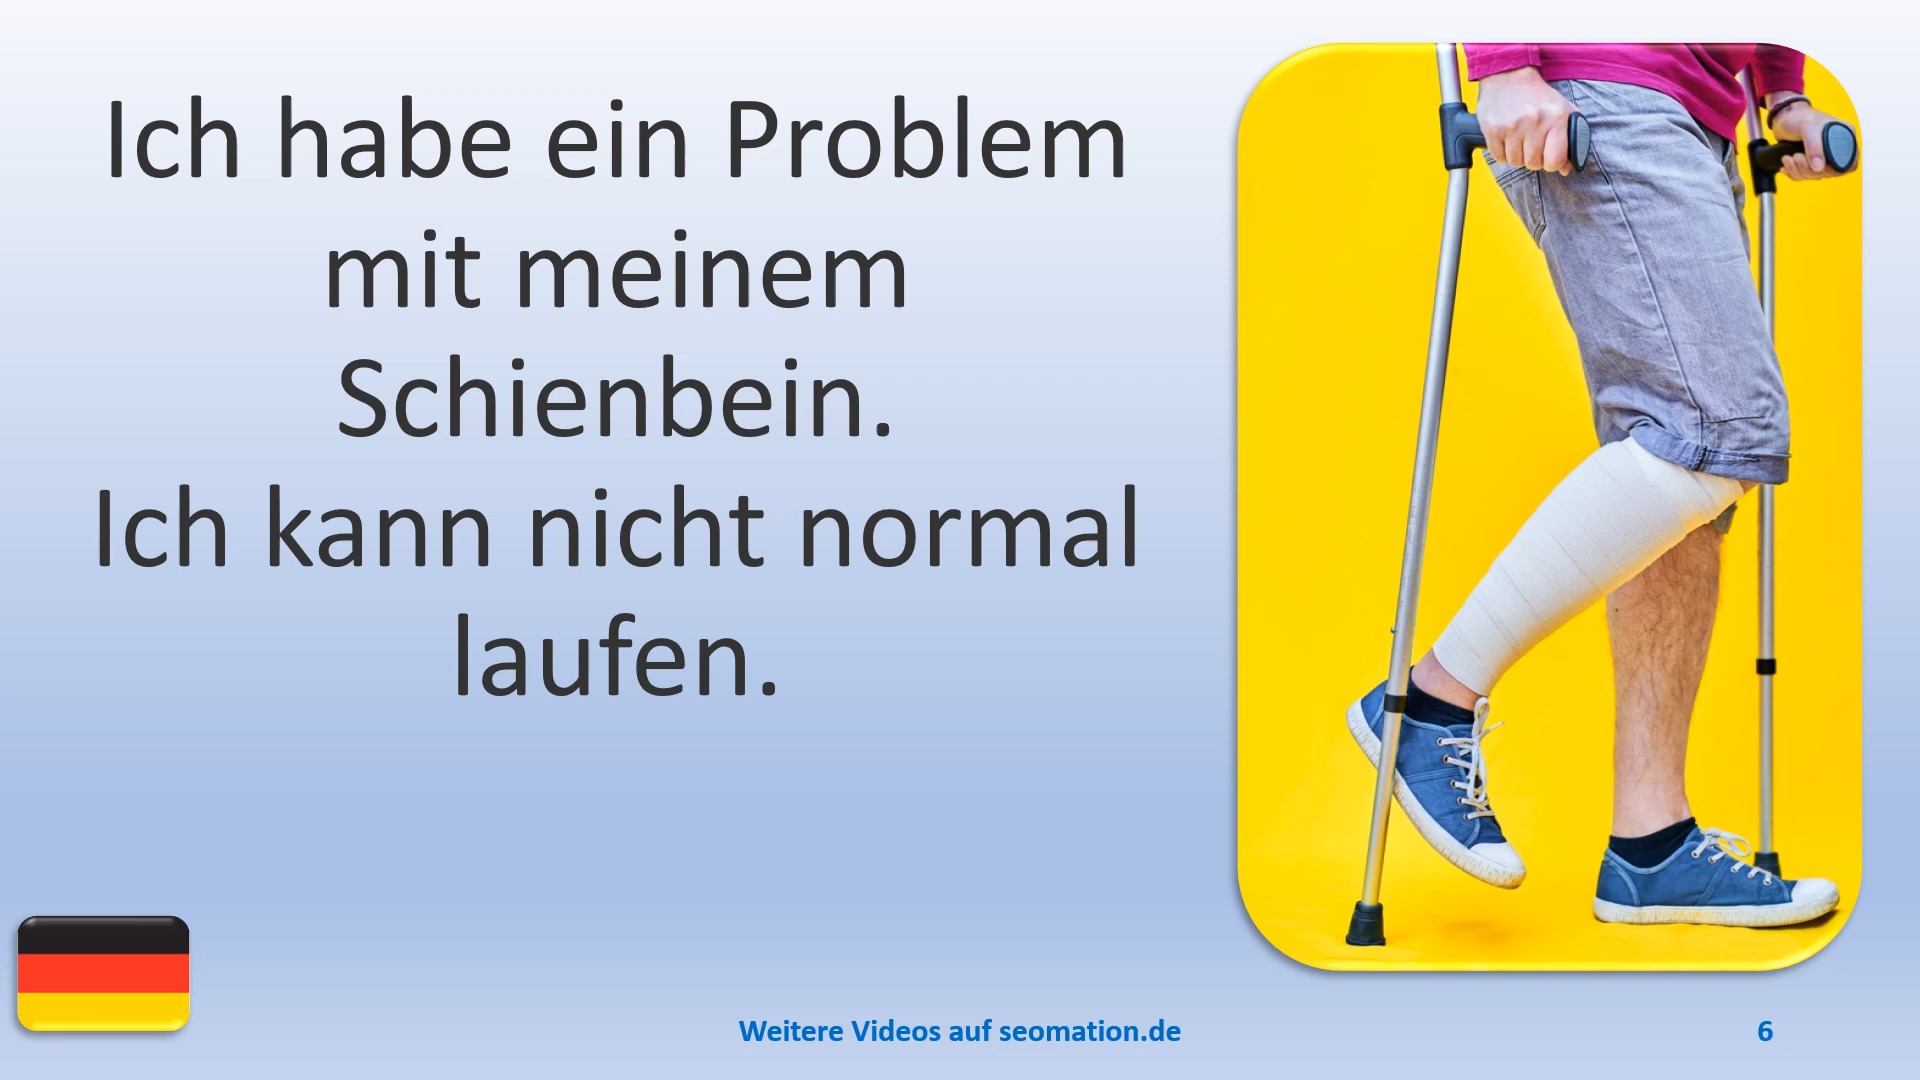 Ich habe ein Problem
mit meinem
Schienbein.
Ich kann nicht normal
laufen.
Weitere Videos auf seomation.de
6